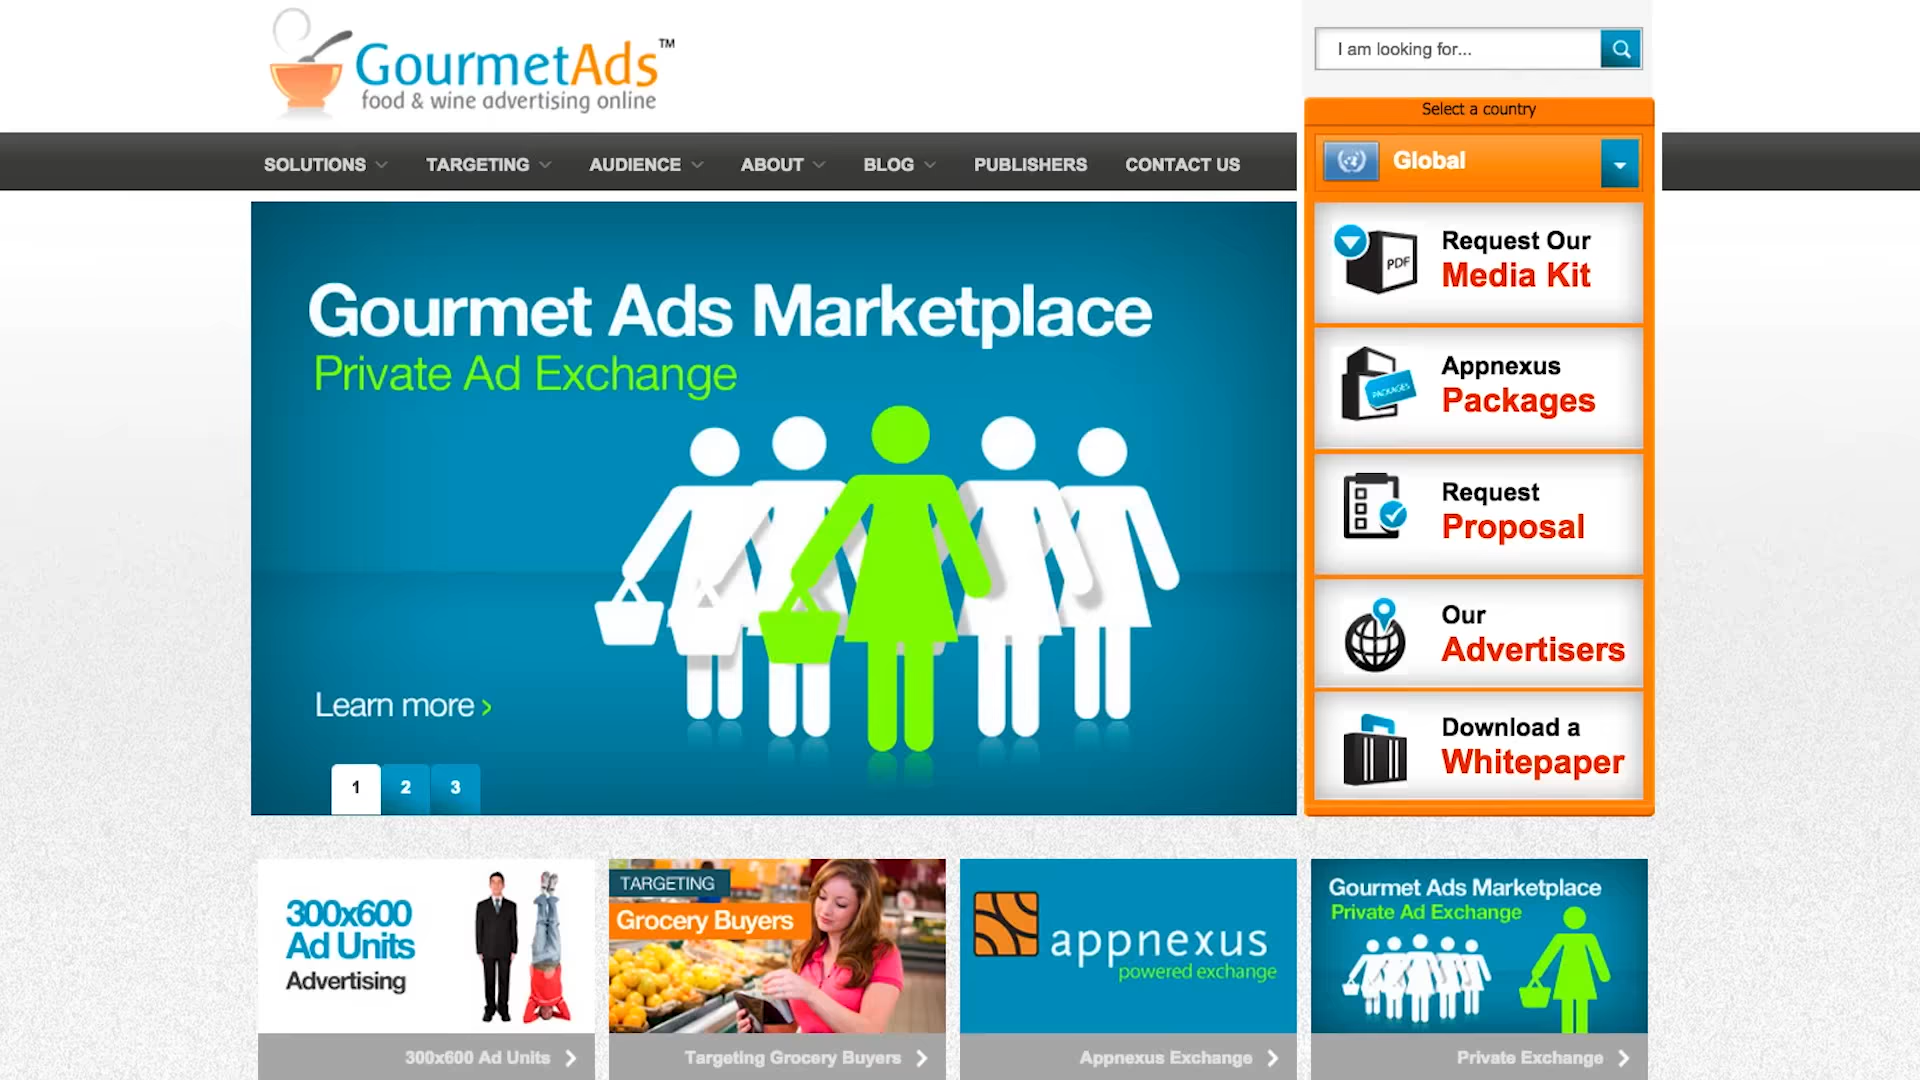 GourmetAds™
food & wine advertising online
I am looking for...
Select a country
Global
SOLUTIONS
TARGETING
AUDIENCE
ABOUT
BLOG
PUBLISHERS
CONTACT US
Gourmet Ads Marketplace
Private Ad Exchange
Learn more ›
1
2
3
PDF
Request Our
Media Kit
PACKAGES
Appnexus
Packages
Request
Proposal
Our
Advertisers
Download a
Whitepaper
300x600
Ad Units
Advertising
300x600 Ad Units
TARGETING
Grocery Buyers
Targeting Grocery Buyers
appnexus
powered exchange
Appnexus Exchange
Gourmet Ads Marketplace
Private Ad Exchange
Private Exchange